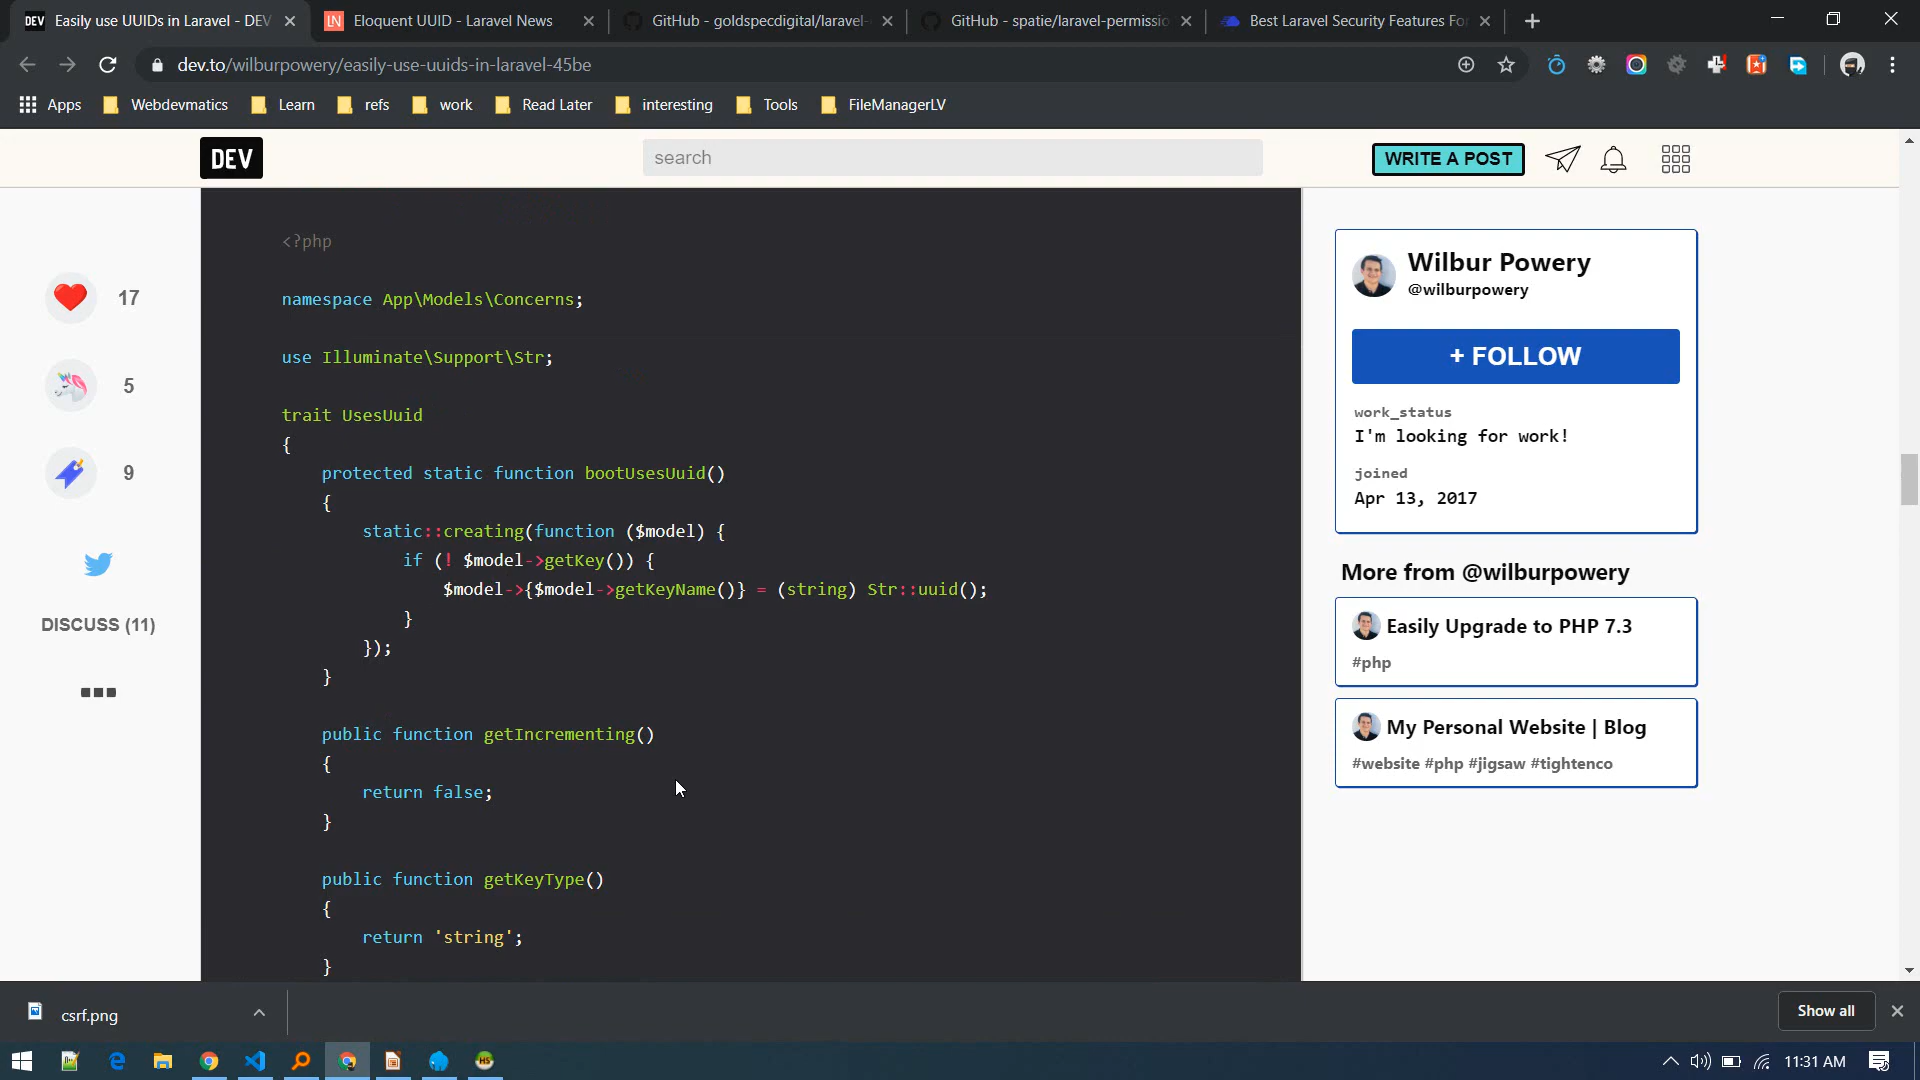 Easily use UUIDs in Laravel - DEV
Eloquent UUID - Laravel News
GitHub - goldspecdigital/laravel-
GitHub - spatie/laravel-permissio
Best Laravel Security Features For
dev.to/wilburpowery/easily-use-uuids-in-laravel-45be
Apps
Webdevmatics
Learn
refs
work
Read Later
interesting
Tools
FileManagerLV
DEV
search
WRITE A POST
<?php
namespace App\Models\Concerns;
use Illuminate\Support\Str;
trait UsesUuid
{
protected static function bootUsesUuid()
{
static::creating(function ($model) {
if (! $model->getKey()) {
$model->{$model->getKeyName()} = (string) Str::uuid();
}
});
}
public function getIncrementing()
{
return false;
}
public function getKeyType()
{
return 'string';
}
17
5
9
DISCUSS (11)
Wilbur Powery
@wilburpowery
+ FOLLOW
work_status
I'm looking for work!
joined
Apr 13, 2017
More from @wilburpowery
Easily Upgrade to PHP 7.3
#php
My Personal Website | Blog
#website #php #jigsaw #tightenco
csrf.png
Show all
11:31 AM